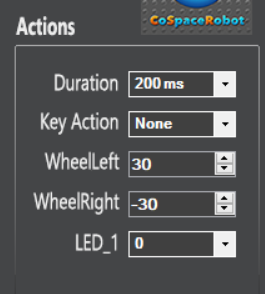 CoSpaceRobot
Actions
Duration 200 ms
Key Action None
WheelLeft 30
WheelRight -30
LED_1 0